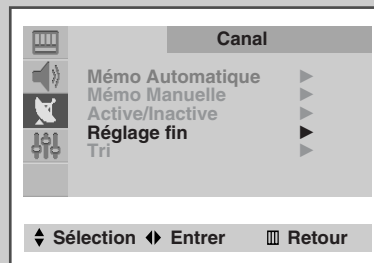 Canal
Mémo Automatique
Mémo Manuelle
Active/Inactive
Réglage fin
Tri
Sélection Entrer Retour